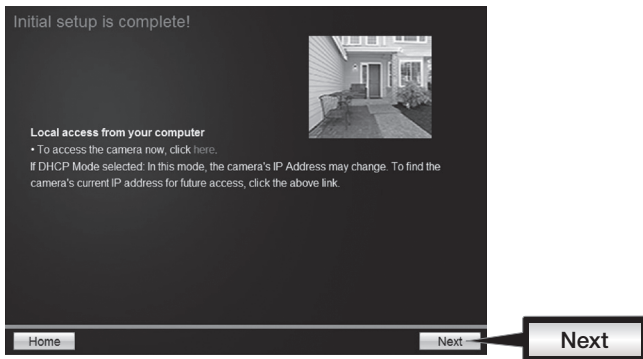 Initial setup is complete!
Local access from your computer
• To access the camera now, click here.
If DHCP Mode selected: In this mode, the camera's IP Address may change. To find the
camera's current IP address for future access, click the above link.
Home
Next
Next